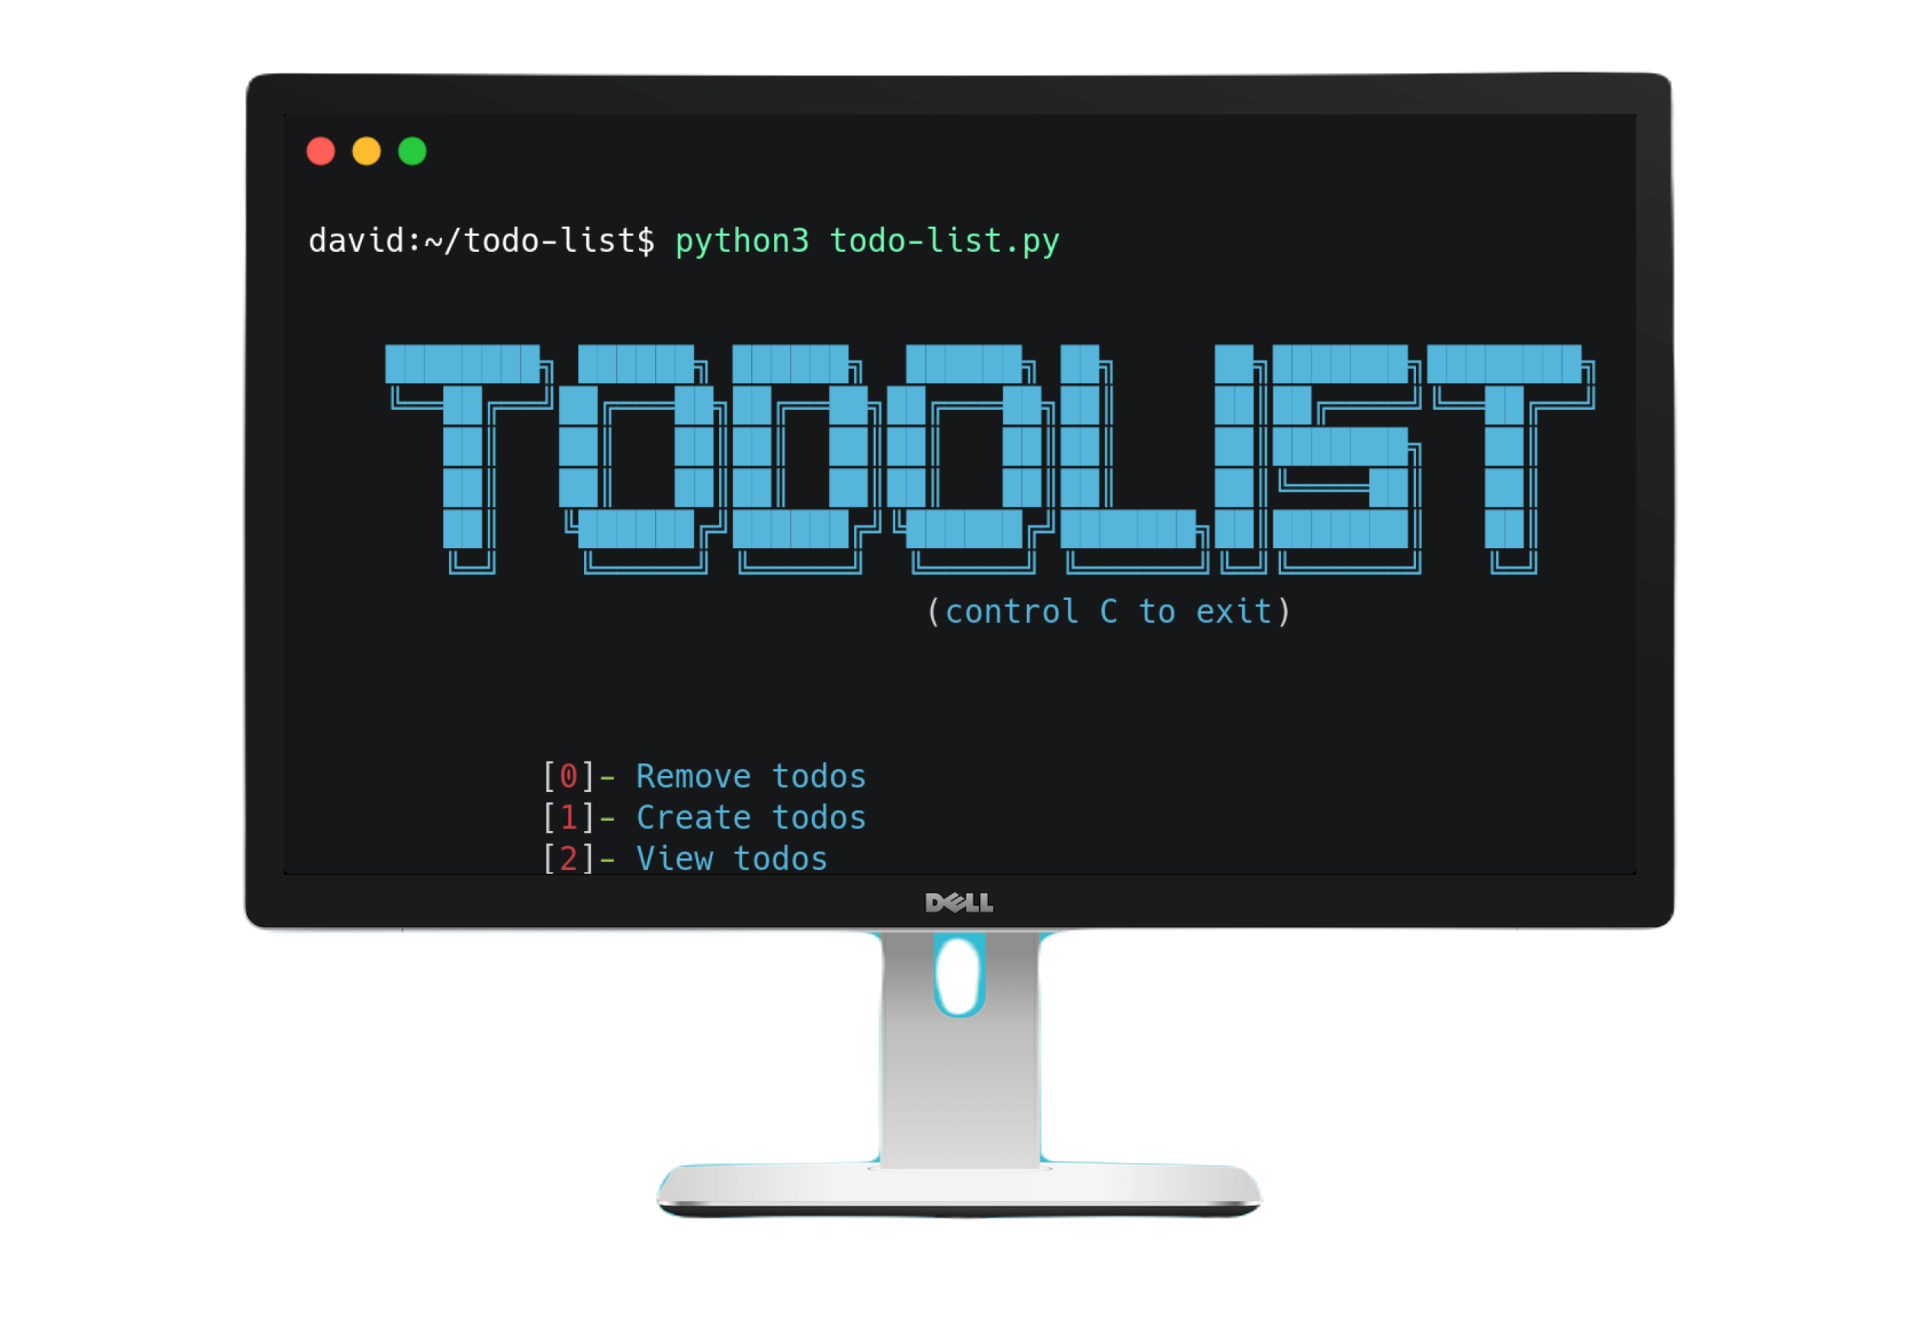 david:~/todo-list$ python3 todo-list.py
TODOLIST
(control C to exit)
[0]- Remove todos
[1]- Create todos
[2]- View todos
DELL